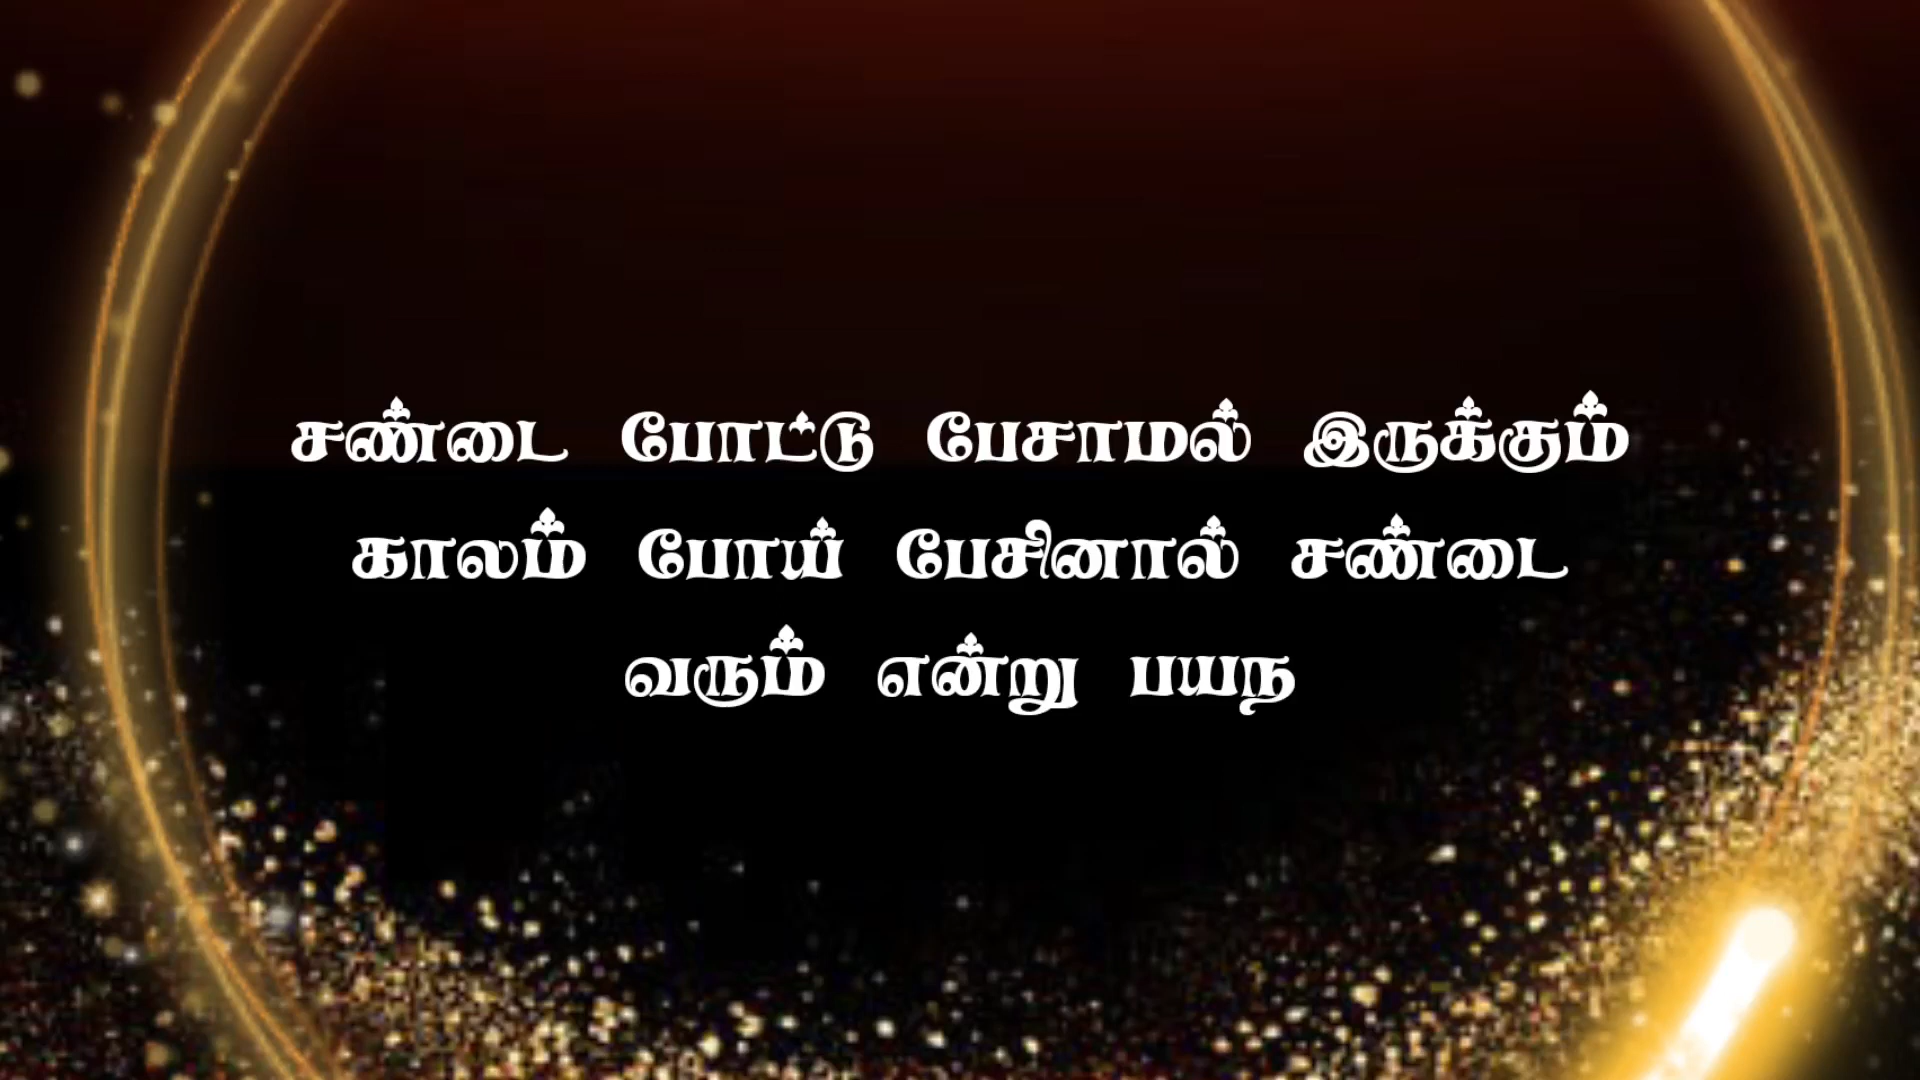 சண்டை போட்டு பேசாமல் இருக்கும்
காலம் போய் பேசினால் சண்டை
வரும் என்று பயந